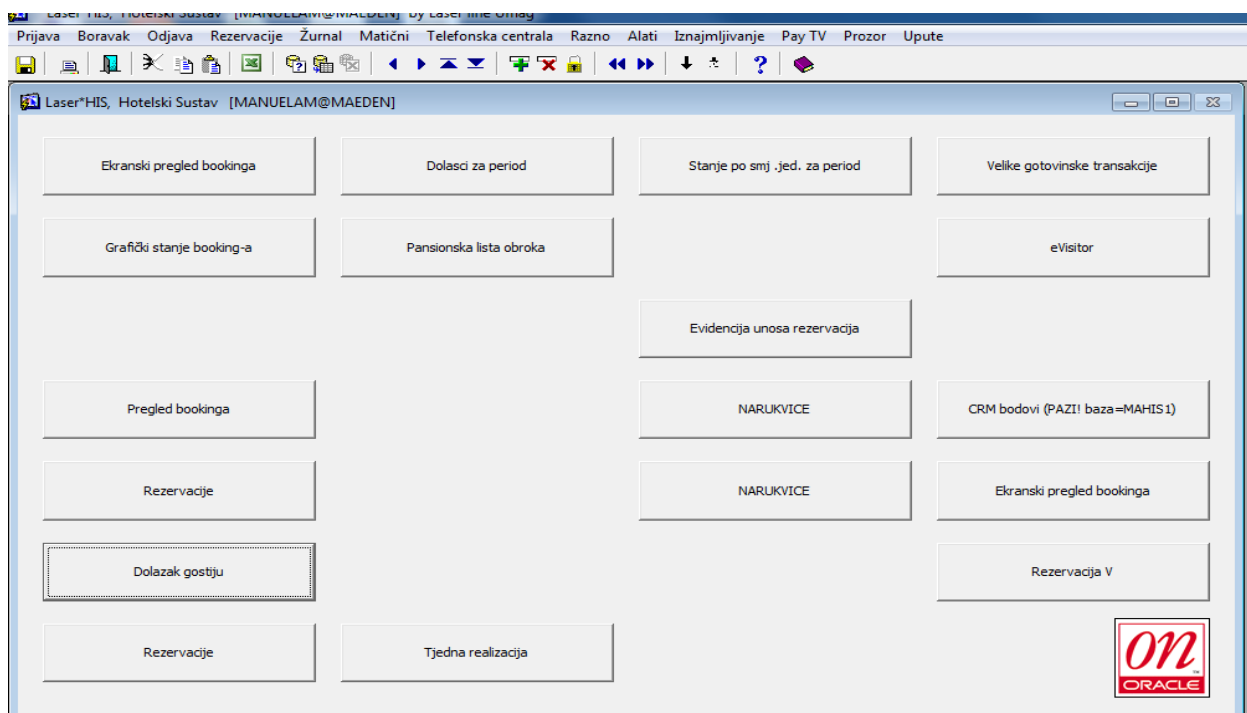 Laser HIS, Hotelski Sustav [MANUELAM@MAEDEN] by Laser line Umag
Prijava Boravak Odjava Rezervacije Žurnal Matični Telefonska centrala Razno Alati Iznajmljivanje Pay TV Prozor Upute
Laser*HIS, Hotelski Sustav [MANUELAM@MAEDEN]
Ekranski pregled bookinga Dolasci za period Stanje po smj .jed. za period Velike gotovinske transakcije
Grafički stanje booking-a Pansionska lista obroka eVisitor
Evidencija unosa rezervacija
Pregled bookinga NARUKVICE CRM bodovi (PAZI! baza=MAHIS1)
Rezervacije NARUKVICE Ekranski pregled bookinga
Dolazak gostiju Rezervacija V
Rezervacije Tjedna realizacija
on
ORACLE